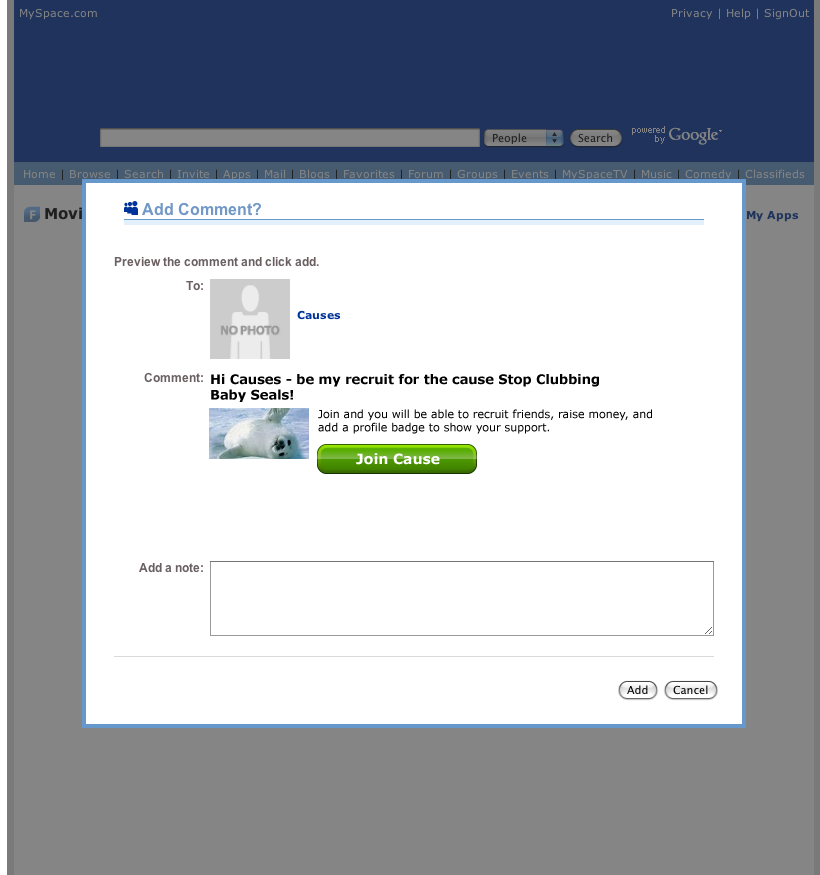 MySpace.com
Privacy | Help | SignOut
People
Search
powered by Google
Home | Browse | Search | Invite | Apps | Mail | Blogs | Favorites | Forum | Groups | Events | MySpaceTV | Music | Comedy | Classifieds
F Movi
My Apps
Add Comment?
Preview the comment and click add.
To:
NO PHOTO
Causes
Comment:
Hi Causes - be my recruit for the cause Stop Clubbing
Baby Seals!
Join and you will be able to recruit friends, raise money, and
add a profile badge to show your support.
Join Cause
Add a note:
Add
Cancel